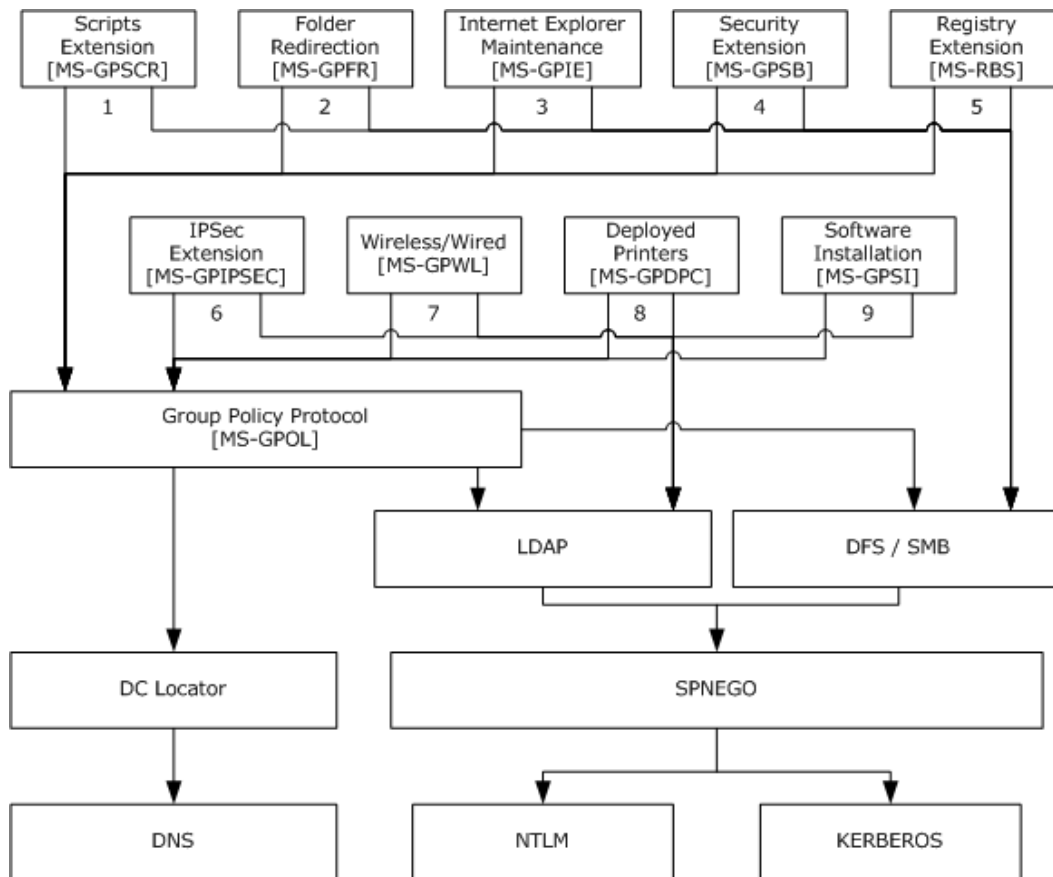 Scripts
Extension
[MS-GPSCR]
Folder
Redirection
[MS-GPFR]
Internet Explorer
Maintenance
[MS-GPIE]
Security
Extension
[MS-GPSB]
Registry
Extension
[MS-RBS]
1
2
3
4
5
IPSec
Extension
[MS-GPIPSEC]
Wireless/Wired
[MS-GPWL]
Deployed
Printers
[MS-GPDPC]
Software
Installation
[MS-GPSI]
6
7
8
9
Group Policy Protocol
[MS-GPOL]
LDAP
DFS / SMB
DC Locator
SPNEGO
DNS
NTLM
KERBEROS